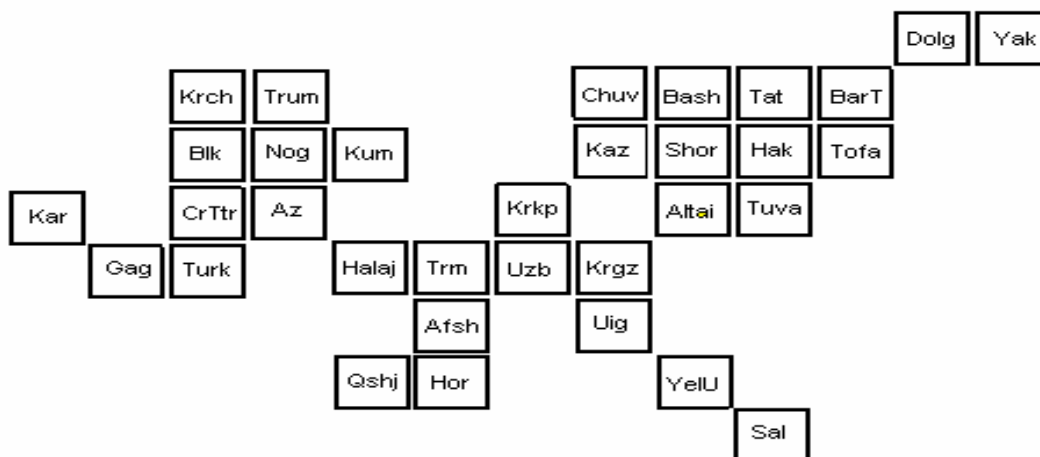 Dolg Yak
Krch Trum Chuv Bash Tat BarT
Blk Nog Kum Kaz Shor Hak Tofa
Kar CrTtr Az Krkp Altai Tuva
Gag Turk Halaj Trm Uzb Krgz
Afsh Uig
Qshj Hor YelU
Sal